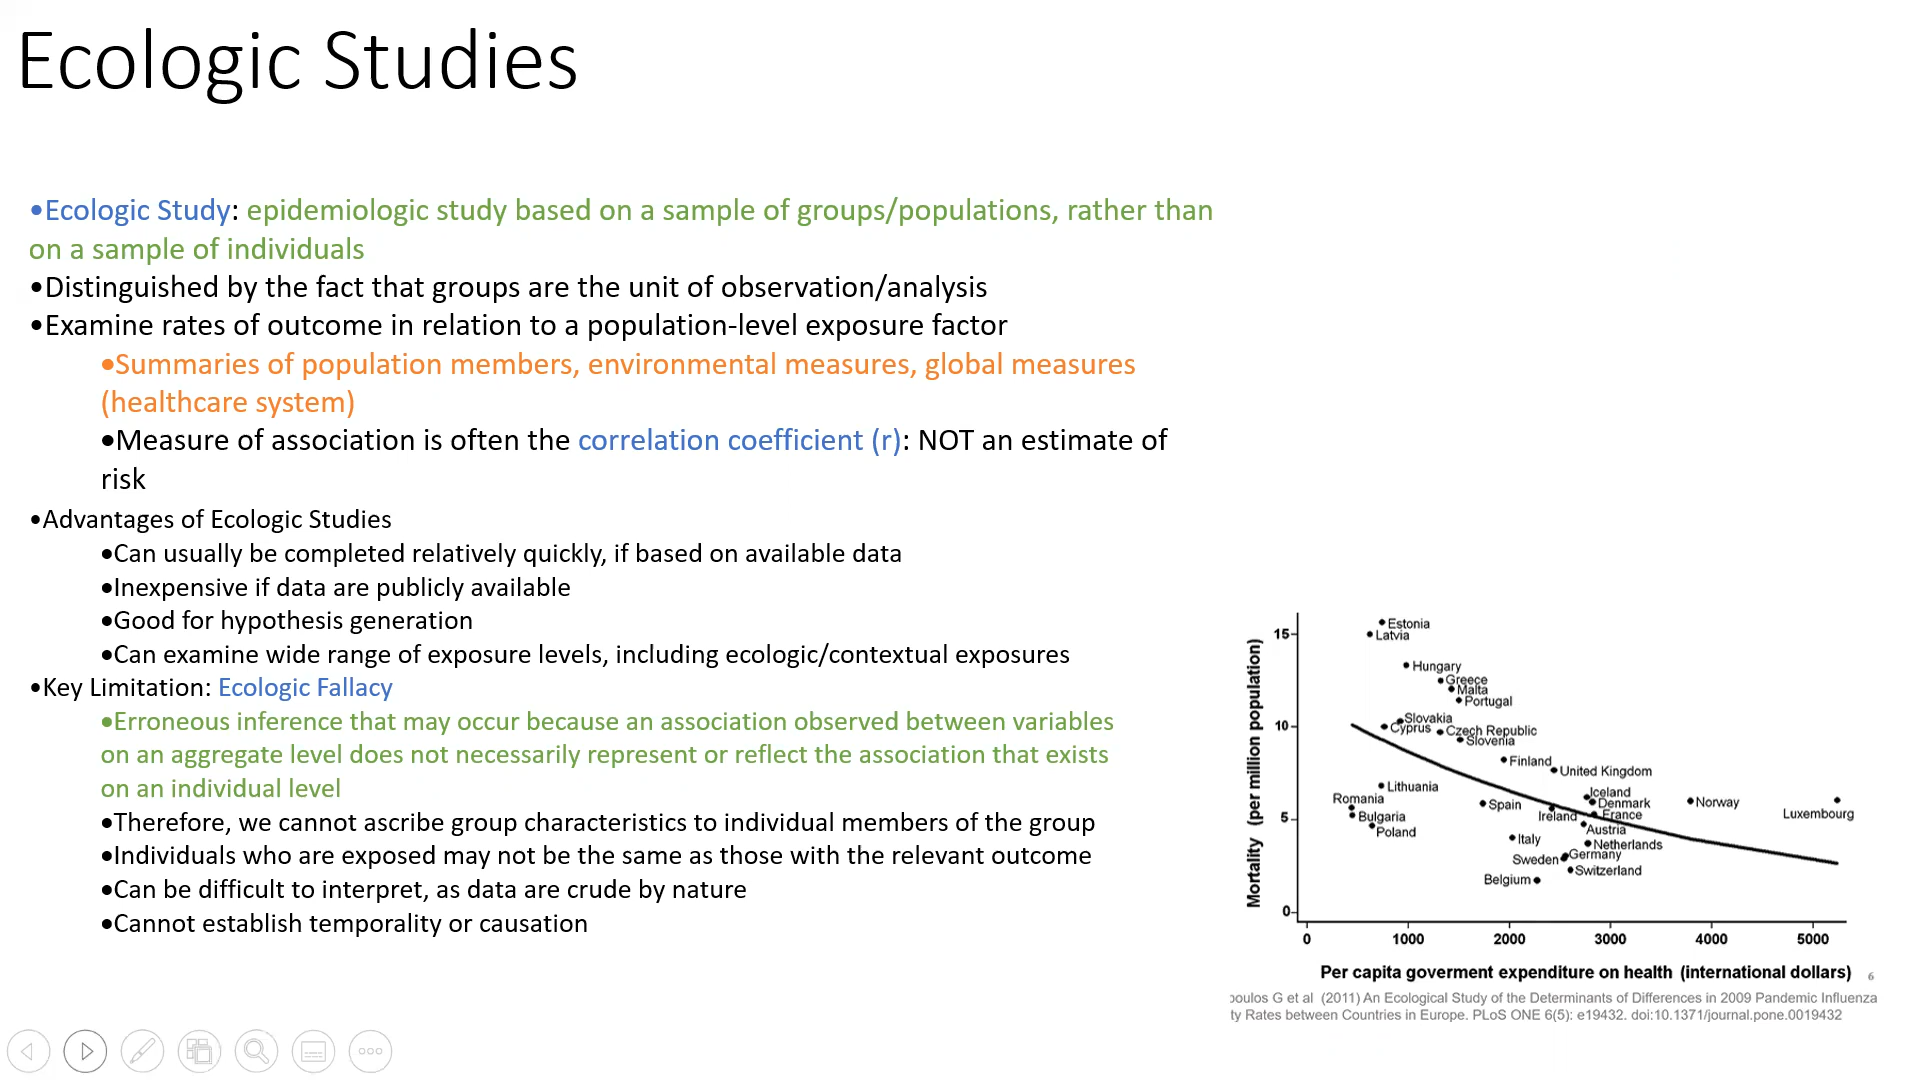 Ecologic Studies
•Ecologic Study: epidemiologic study based on a sample of groups/populations, rather than
on a sample of individuals
•Distinguished by the fact that groups are the unit of observation/analysis
•Examine rates of outcome in relation to a population-level exposure factor
•Summaries of population members, environmental measures, global measures
(healthcare system)
•Measure of association is often the correlation coefficient (r): NOT an estimate of
risk
•Advantages of Ecologic Studies
•Can usually be completed relatively quickly, if based on available data
•Inexpensive if data are publicly available
•Good for hypothesis generation
•Can examine wide range of exposure levels, including ecologic/contextual exposures
•Key Limitation: Ecologic Fallacy
•Erroneous inference that may occur because an association observed between variables
on an aggregate level does not necessarily represent or reflect the association that exists
on an individual level
•Therefore, we cannot ascribe group characteristics to individual members of the group
•Individuals who are exposed may not be the same as those with the relevant outcome
•Can be difficult to interpret, as data are crude by nature
•Cannot establish temporality or causation
Mortality (per million population)
15
10
5
0
Estonia
Latvia
Hungary
Greece
Malta
Portugal
Slovakia
Cyprus
Czech Republic
Slovenia
Finland
United Kingdom
Lithuania
Romania
Bulgaria
Poland
Spain
Iceland
Denmark
Ireland
France
Austria
Norway
Luxembourg
Italy
Netherlands
Sweden
Germany
Switzerland
Belgium
0 1000 2000 3000 4000 5000
Per capita goverment expenditure on health (international dollars)
6
poulos G et al (2011) An Ecological Study of the Determinants of Differences in 2009 Pandemic Influenza
ty Rates between Countries in Europe. PLoS ONE 6(5): e19432. doi:10.1371/journal.pone.0019432